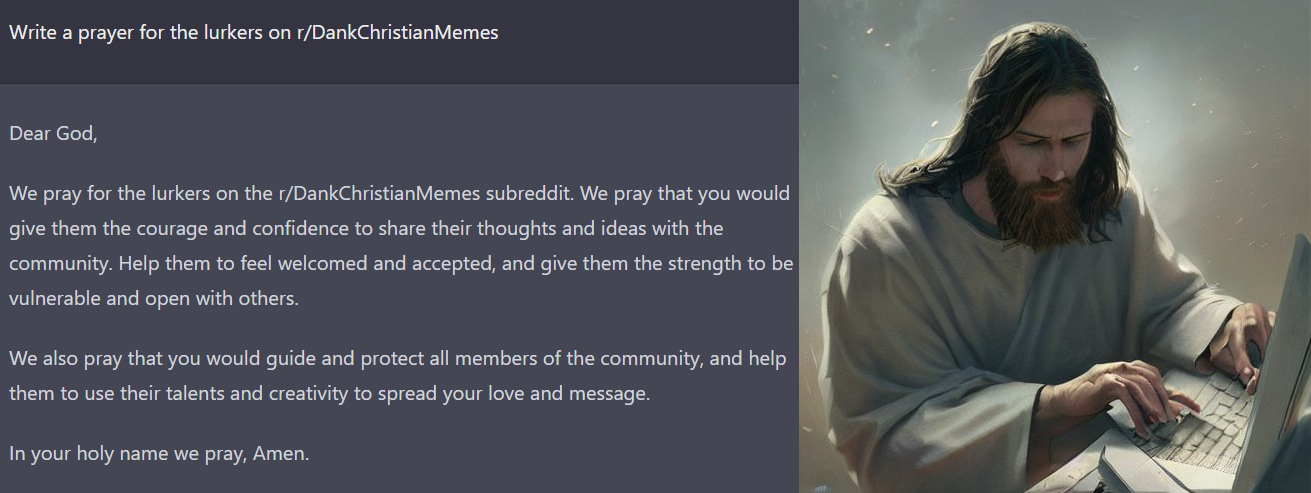 Write a prayer for the lurkers on r/DankChristianMemes
Dear God,
We pray for the lurkers on the r/DankChristianMemes subreddit. We pray that you would
give them the courage and confidence to share their thoughts and ideas with the
community. Help them to feel welcomed and accepted, and give them the strength to be
vulnerable and open with others.
We also pray that you would guide and protect all members of the community, and help
them to use their talents and creativity to spread your love and message.
In your holy name we pray, Amen.